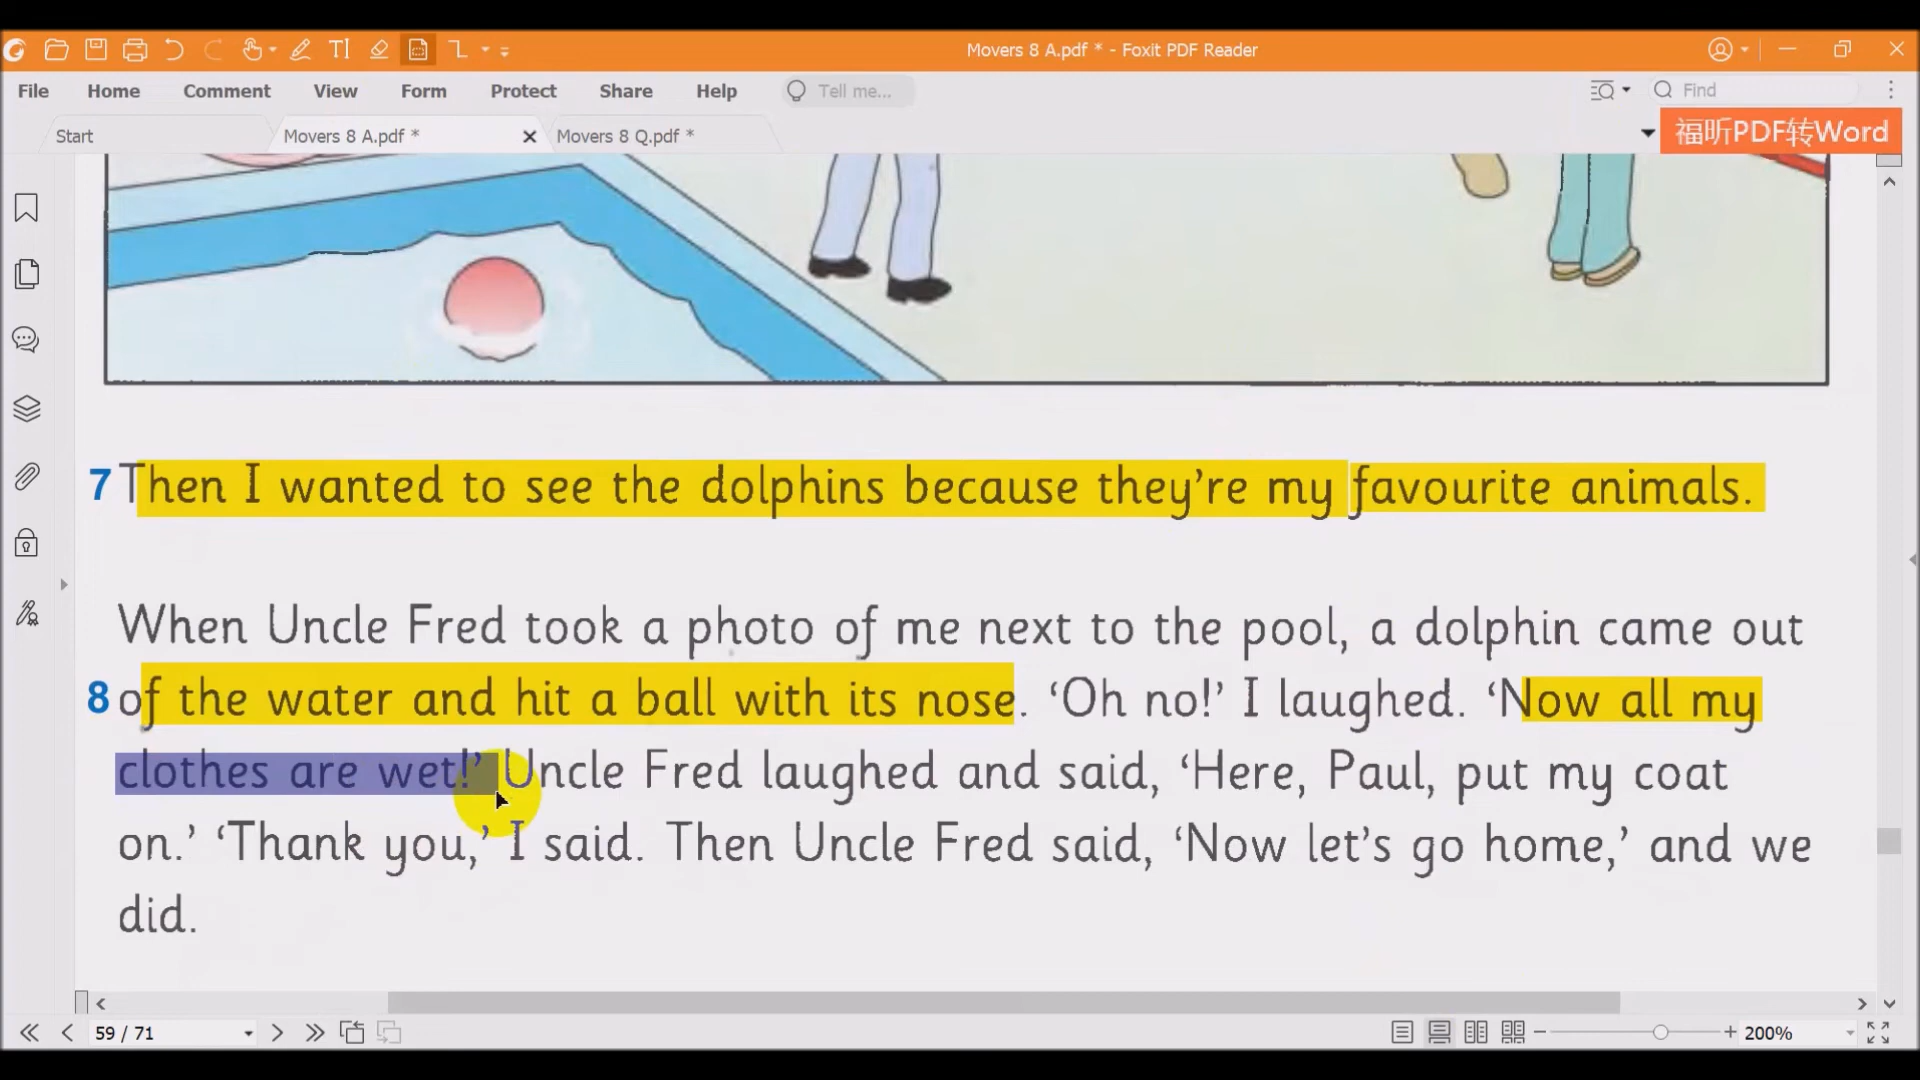 Movers 8 A.pdf * - Foxit PDF Reader
File Home Comment View Form Protect Share Help Tell me... Find
Start Movers 8 A.pdf * Movers 8 Q.pdf * 福昕PDF转Word
7 Then I wanted to see the dolphins because they’re my favourite animals.
When Uncle Fred took a photo of me next to the pool, a dolphin came out
8 of the water and hit a ball with its nose. ‘Oh no!’ I laughed. ‘Now all my
clothes are wet!’ Uncle Fred laughed and said, ‘Here, Paul, put my coat
on.’ ‘Thank you,’ I said. Then Uncle Fred said, ‘Now let’s go home,’ and we
did.
59 / 71 200%